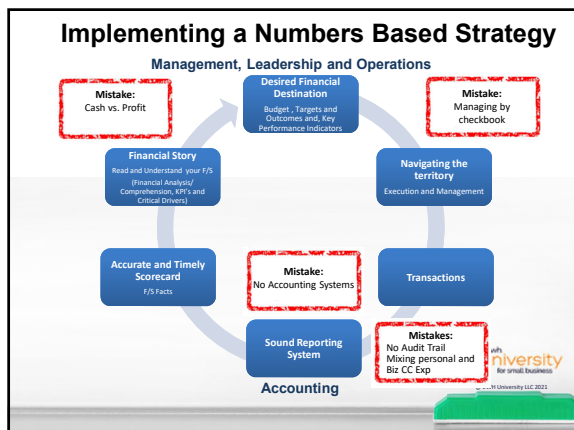 Implementing a Numbers Based Strategy
Management, Leadership and Operations
Mistake:
Cash vs. Profit
Desired Financial
Destination
Budget , Targets and
Outcomes and, Key
Performance Indicators
Mistake:
Managing by
checkbook
Financial Story
Read and Understand your F/S
(Financial Analysis/
Comprehension, KPI's and
Critical Drivers)
Navigating the
territory
Execution and Management
Accurate and Timely
Scorecard
F/S Facts
Mistake:
No Accounting Systems
Transactions
Sound Reporting
System
Mistakes:
No Audit Trail
Mixing personal and
Biz CC Exp
wh
niversity
for small business
University LLC 2021
Accounting